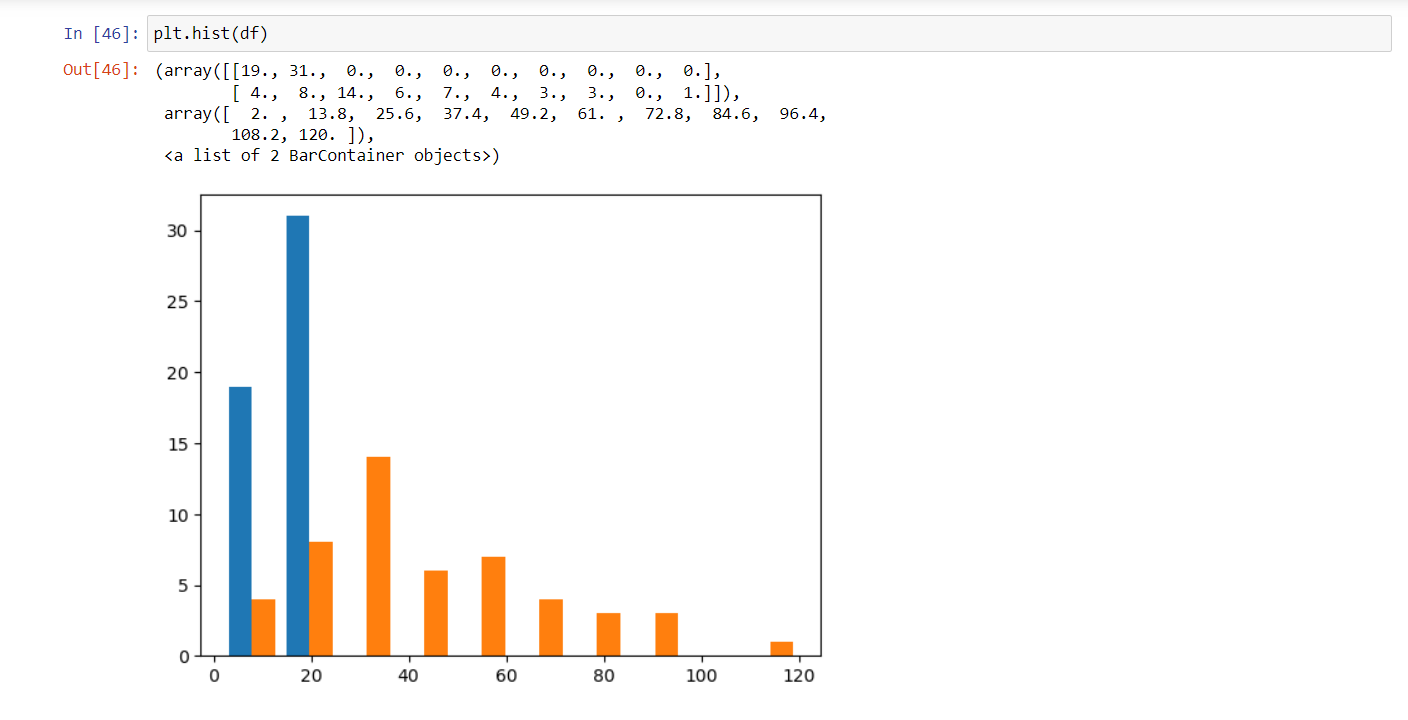 In [46]: plt.hist(df)
Out[46]: (array([[19., 31., 0., 0., 0., 0., 0., 0., 0., 0.],
[ 4., 8., 14., 6., 7., 4., 3., 3., 0., 1.]]),
array([ 2. , 13.8, 25.6, 37.4, 49.2, 61. , 72.8, 84.6, 96.4,
108.2, 120. ]),
<a list of 2 BarContainer objects>)
30
25
20
15
10
5
0
0 20 40 60 80 100 120